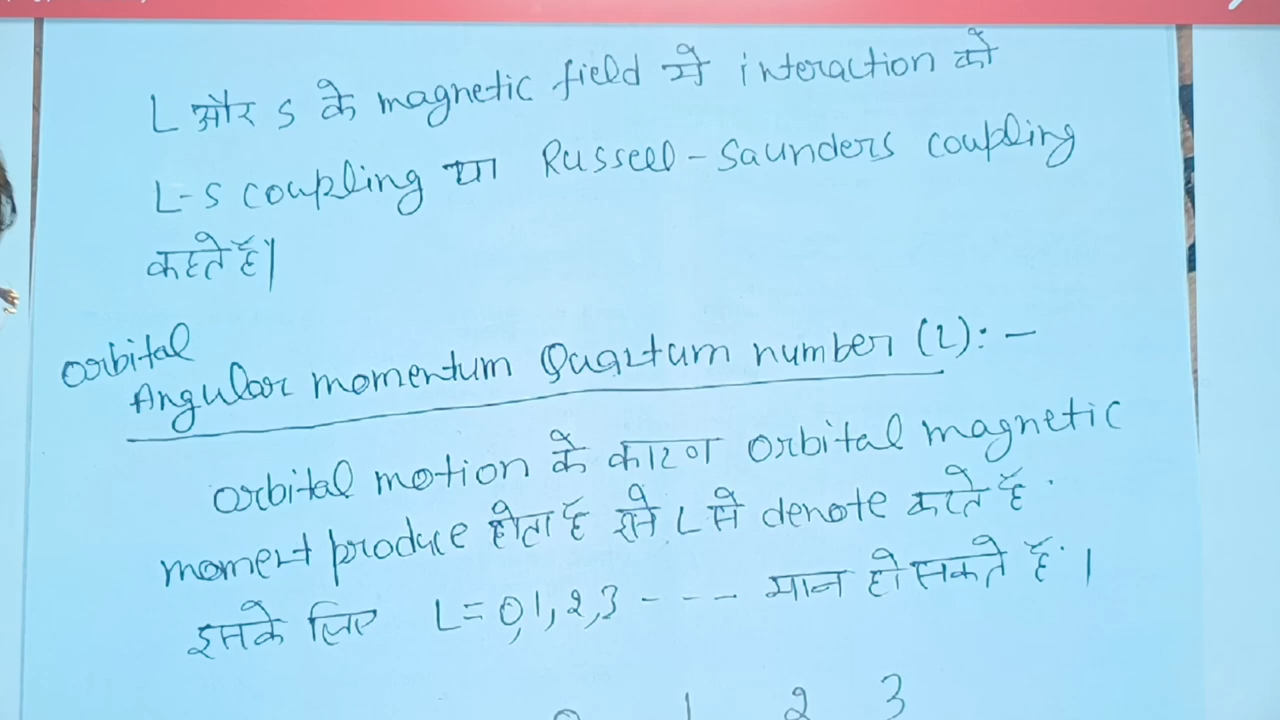 L और S के magnetic field में interaction को
L-S coupling या Russell-Saunders coupling
कहते हैं।
orbital
Angular momentum Quantum number (L): -
orbital motion के कारण orbital magnetic
moment produce होता है इसे L से denote करते हैं.
इसके लिए L = 0, 1, 2, 3 - - - - मान हो सकते हैं।
0 1 2 3